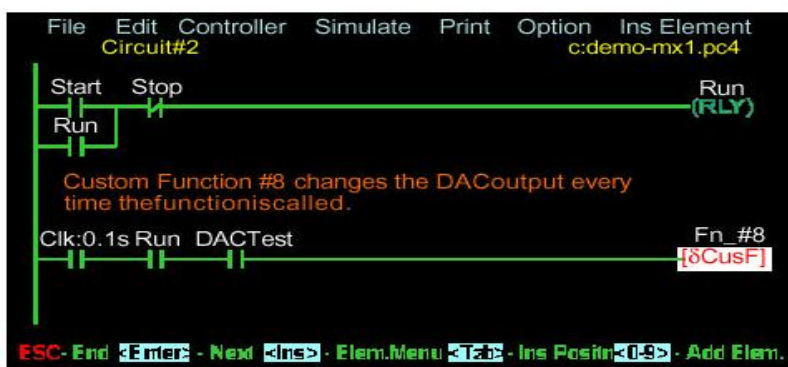 File Edit Controller Simulate Print Option Ins Element
Circuit#2 c:demo-mx1.pc4
Start Stop Run
(RLY)
Run
Custom Function #8 changes the DACoutput every
time thefunctioniscalled.
Clk:0.1s Run DACTest Fn_#8
[δCusF]
ESC- End <Enter> - Next <Ins> - Elem.Menu <Tab>- Ins Positn<0-9> - Add Elem.